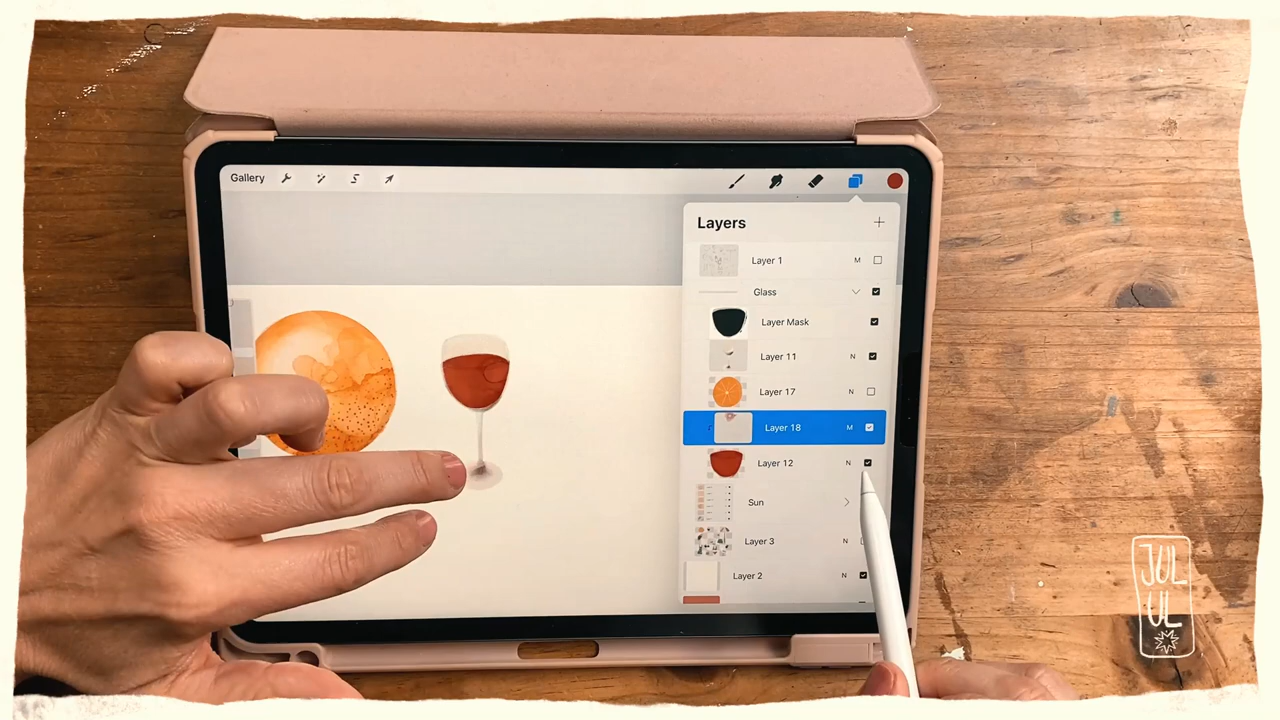 Gallery
Layers
Layer 1 M
Glass
Layer Mask
Layer 11 N
Layer 17 N
Layer 18 M
Layer 12 N
Sun
Layer 3 N
Layer 2 N
JUL
UL